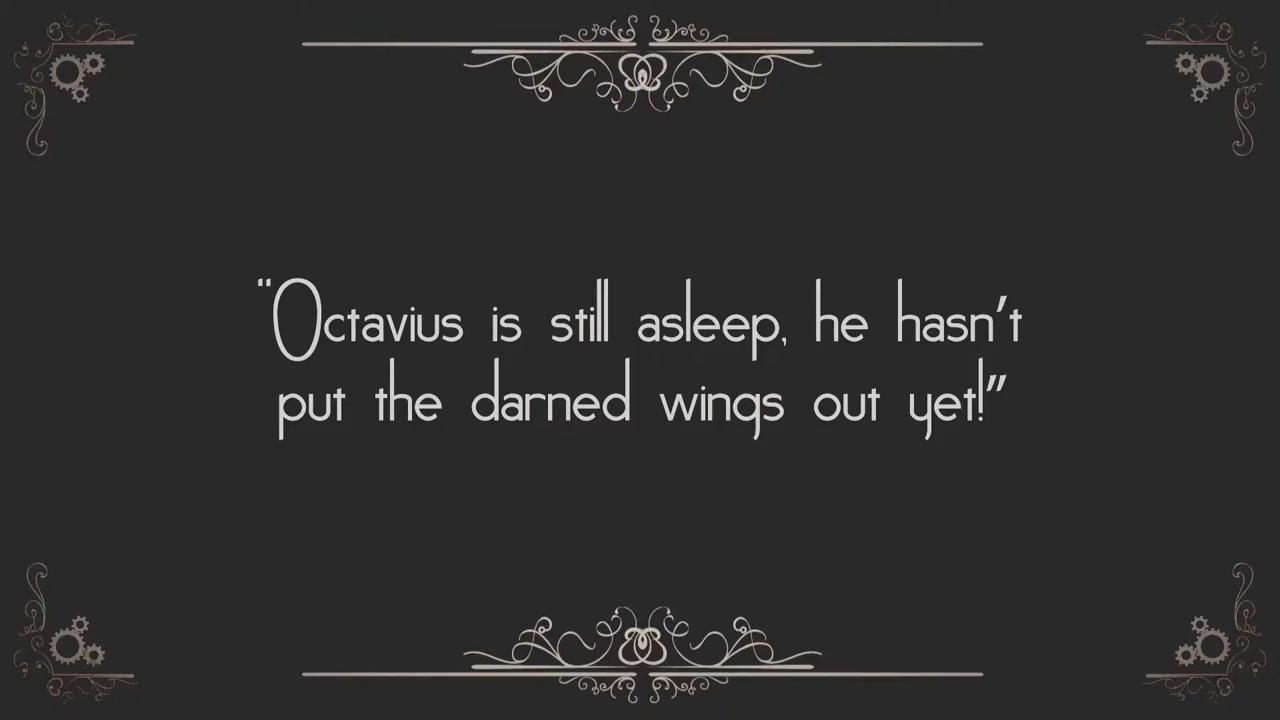 "Octavius is still asleep, he hasn't
put the darned wings out yet!"